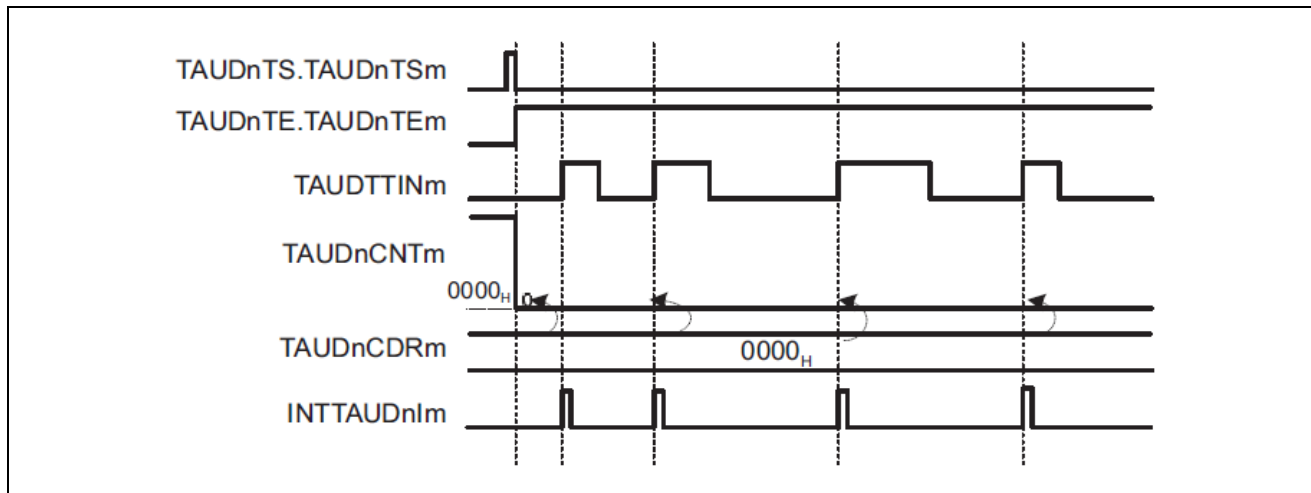 TAUDnTS.TAUDnTSm
TAUDnTE.TAUDnTEm
TAUDTTINm
TAUDnCNTm
0000H 0
TAUDnCDRm
0000H
INTTAUDnIm